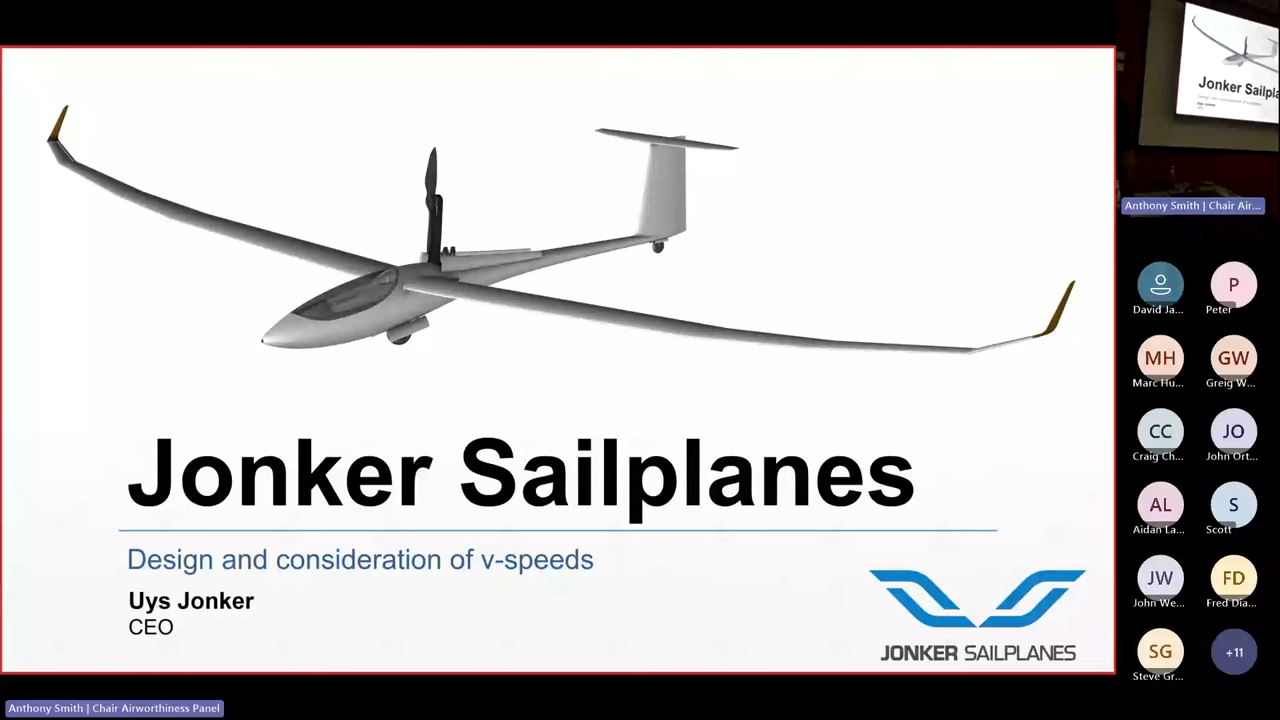 Jonker Sailplanes
Design and consideration of v-speeds
Uys Jonker
CEO
JONKER SAILPLANES
Anthony Smith | Chair Airworthiness Panel
Jonker Sailpla
Anthony Smith | Chair Air...
David Ja...
P
Peter
MH
Marc Hu...
GW
Greig W...
CC
Craig Ch...
JO
John Ort...
AL
Aidan La...
S
Scott
JW
John We...
FD
Fred Dia...
SG
Steve Gr...
+11